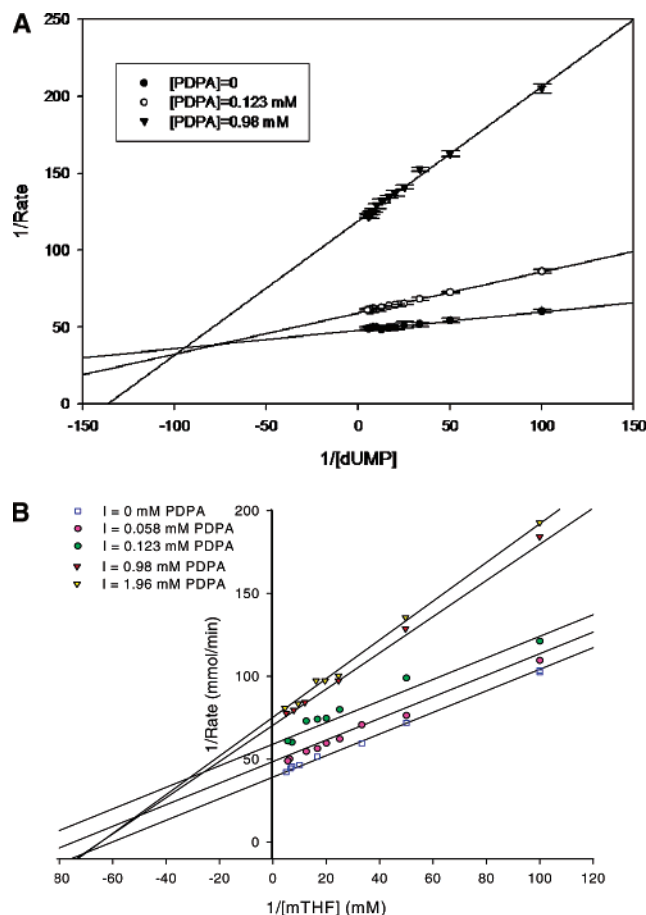 A
250
200
150
100
50
0
1/Rate
[PDPA]=0
[PDPA]=0.123 mM
[PDPA]=0.98 mM
-150 -100 -50 0 50 100 150
1/[dUMP]
B
I = 0 mM PDPA
I = 0.058 mM PDPA
I = 0.123 mM PDPA
I = 0.98 mM PDPA
I = 1.96 mM PDPA
200
150
100
50
0
1/Rate (mmol/min)
80 60 40 20 0 20 40 60 80 100 120
1/[mTHF] (mM)